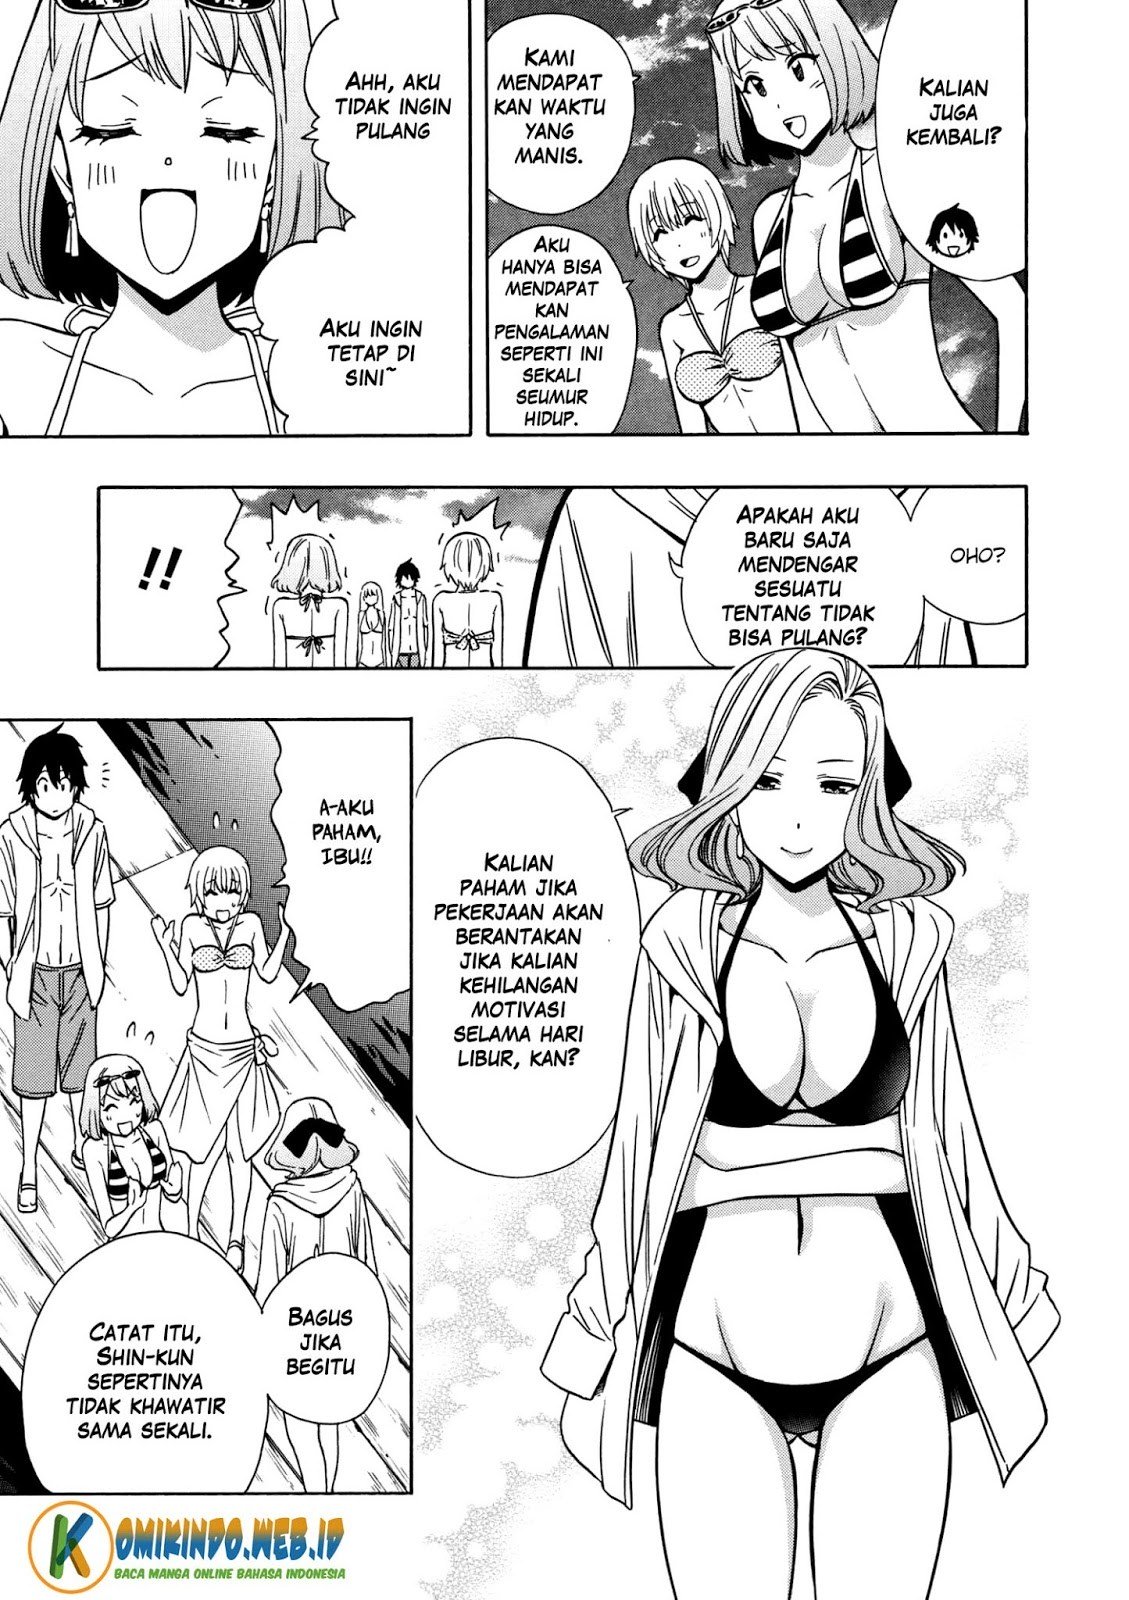 KALIAN
JUGA
KEMBALI?
KAMI
MENDAPAT
KAN WAKTU
YANG
MANIS.
AKU
HANYA BISA
MENDAPAT
KAN
PENGALAMAN
SEPERTI INI
SEKALI
SEUMUR
HIDUP.
AHH, AKU
TIDAK INGIN
PULANG
AKU INGIN
TETAP DI
SINI~
OHO?
APAKAH AKU
BARU SAJA
MENDENGAR
SESUATU
TENTANG TIDAK
BISA PULANG?
!!
KALIAN
PAHAM JIKA
PEKERJAAN AKAN
BERANTAKAN
JIKA KALIAN
KEHILANGAN
MOTIVASI
SELAMA HARI
LIBUR, KAN?
A-AKU
PAHAM,
IBU!!
BAGUS
JIKA
BEGITU
CATAT ITU,
SHIN-KUN
SEPERTINYA
TIDAK KHAWATIR
SAMA SEKALI.
KOMIKINDO.WEB.ID
BACA MANGA ONLINE BAHASA INDONESIA